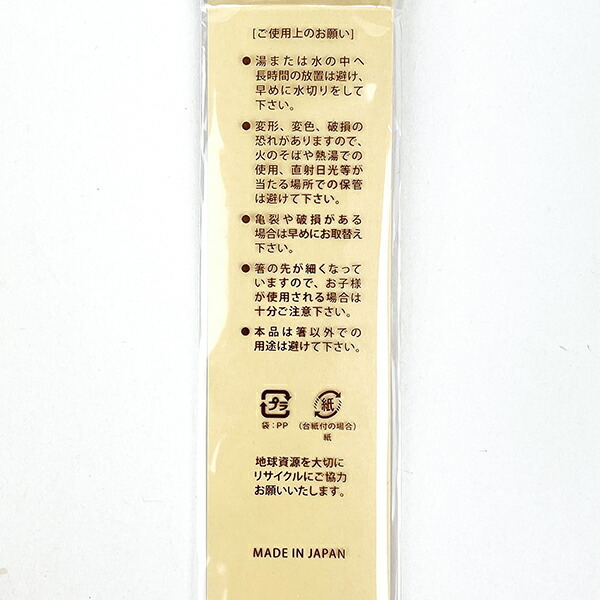 [ご使用上のお願い]
●湯または水の中へ
長時間の放置は避け、
早めに水切りをして
下さい。
●変形、変色、破損の
恐れがありますので、
火のそばや熱湯での
使用、直射日光等が
当たる場所での保管
は避けて下さい。
●亀裂や破損がある
場合は早めにお取替え
下さい。
●箸の先が細くなって
いますので、お子様
が使用される場合は
十分ご注意下さい。
●本品は箸以外での
用途は避けて下さい。
プラ 紙
袋:PP (台紙付の場合)
紙
地球資源を大切に
リサイクルにご協力
お願いいたします。
MADE IN JAPAN